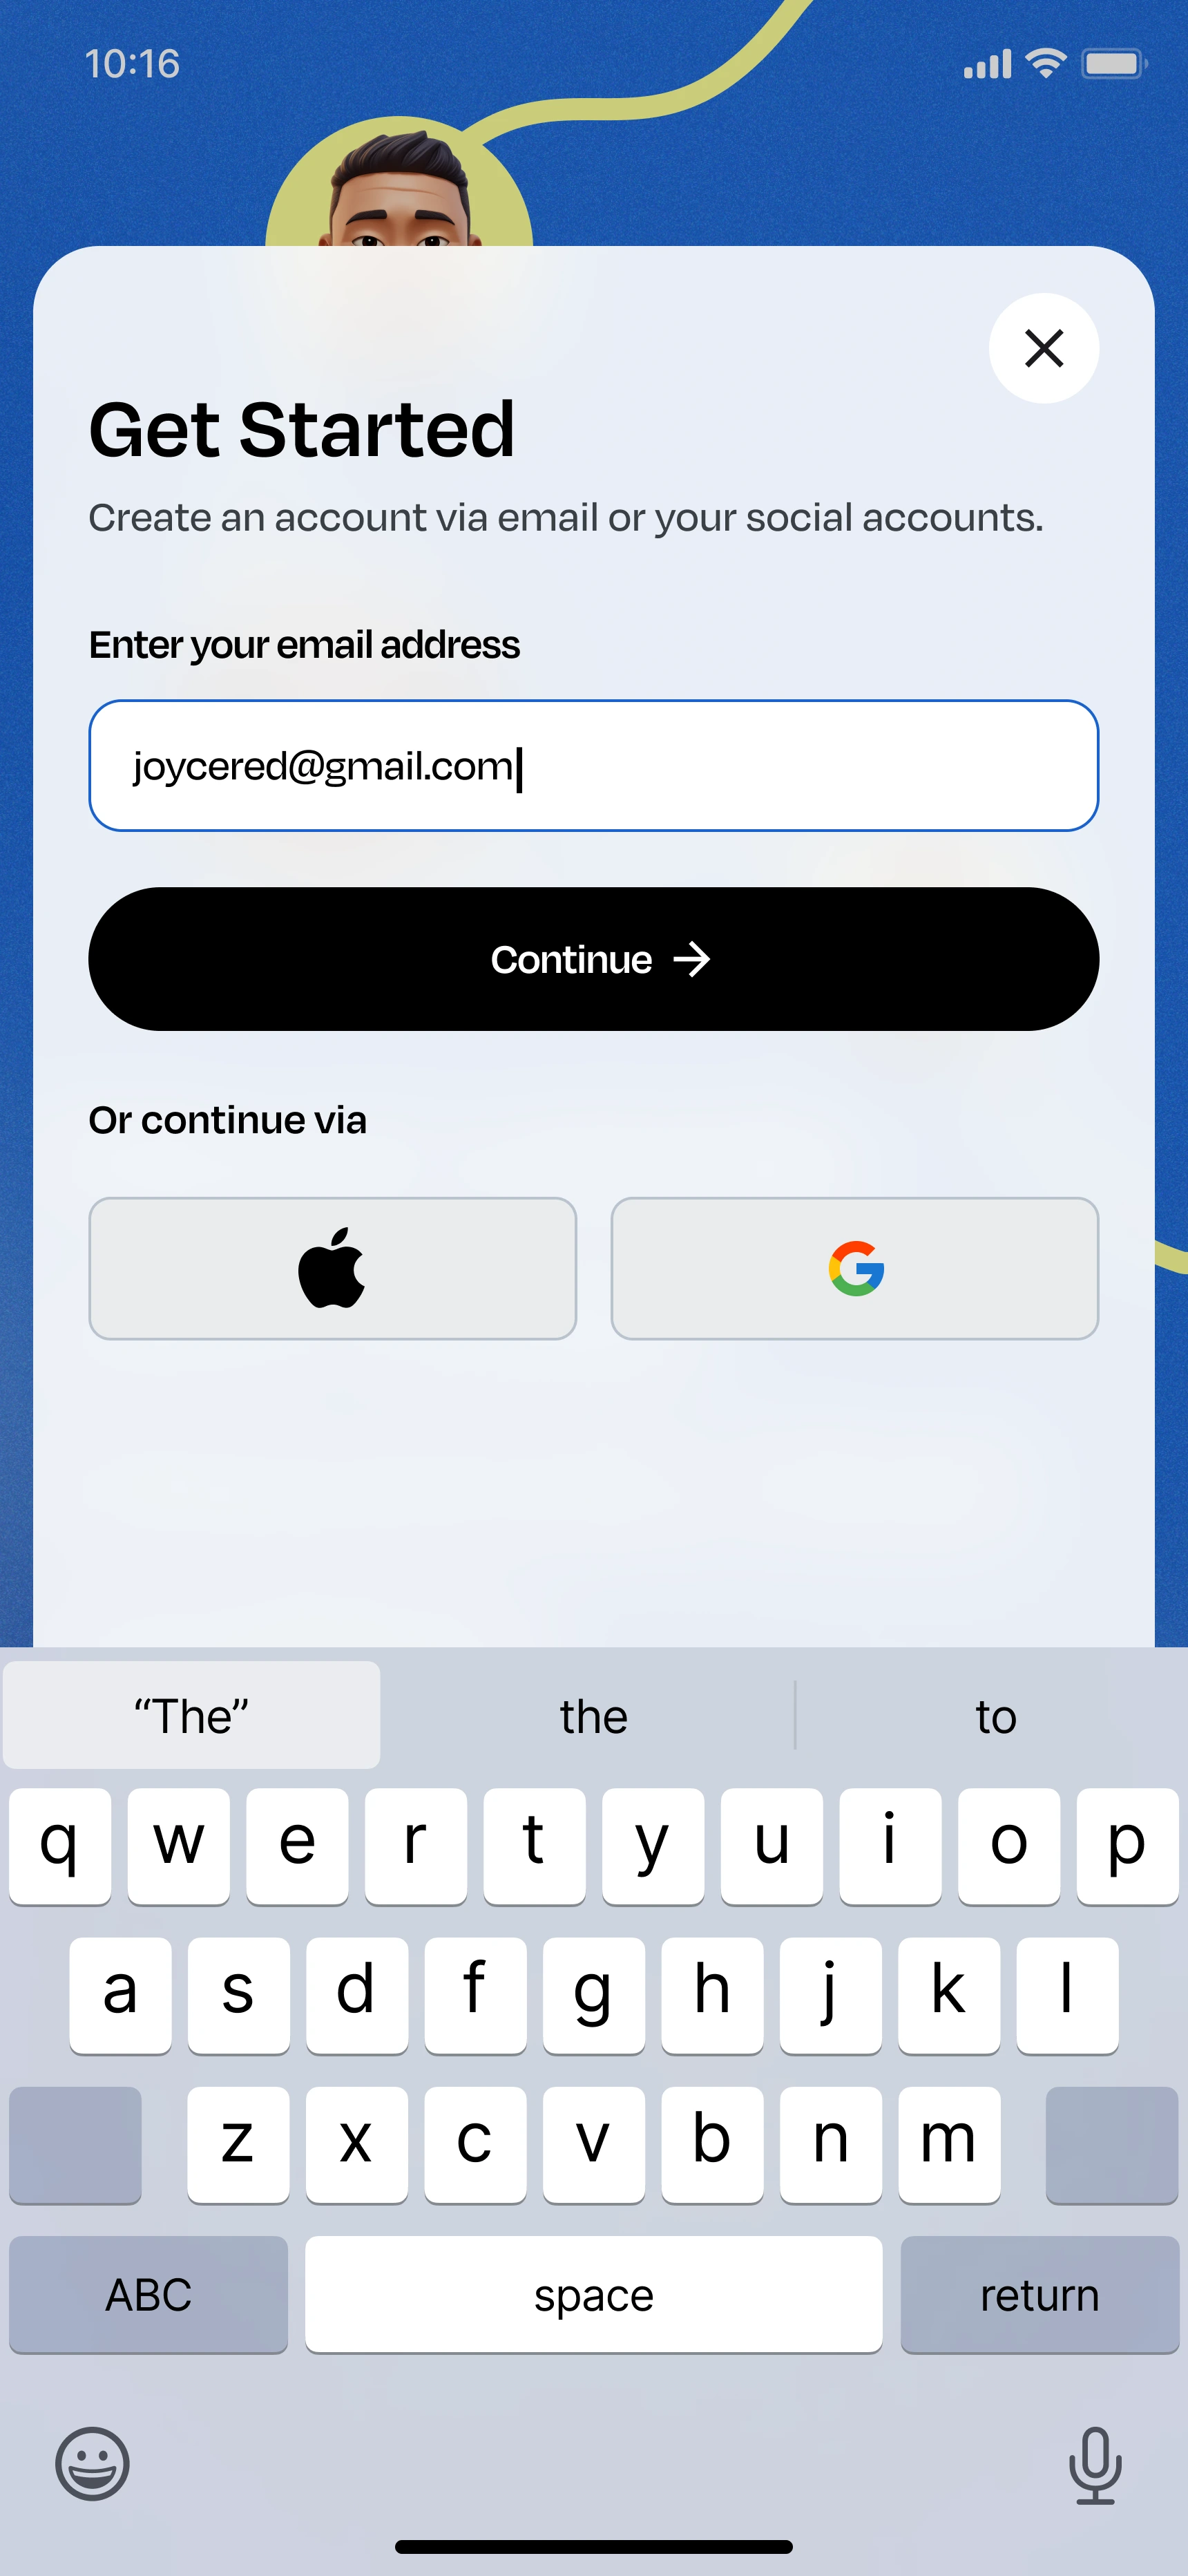 10:16
Get Started
Create an account via email or your social accounts.
Enter your email address
joycered@gmail.com
Continue →
Or continue via
“The” the to
q w e r t y u i o p
a s d f g h j k l
z x c v b n m
ABC space return